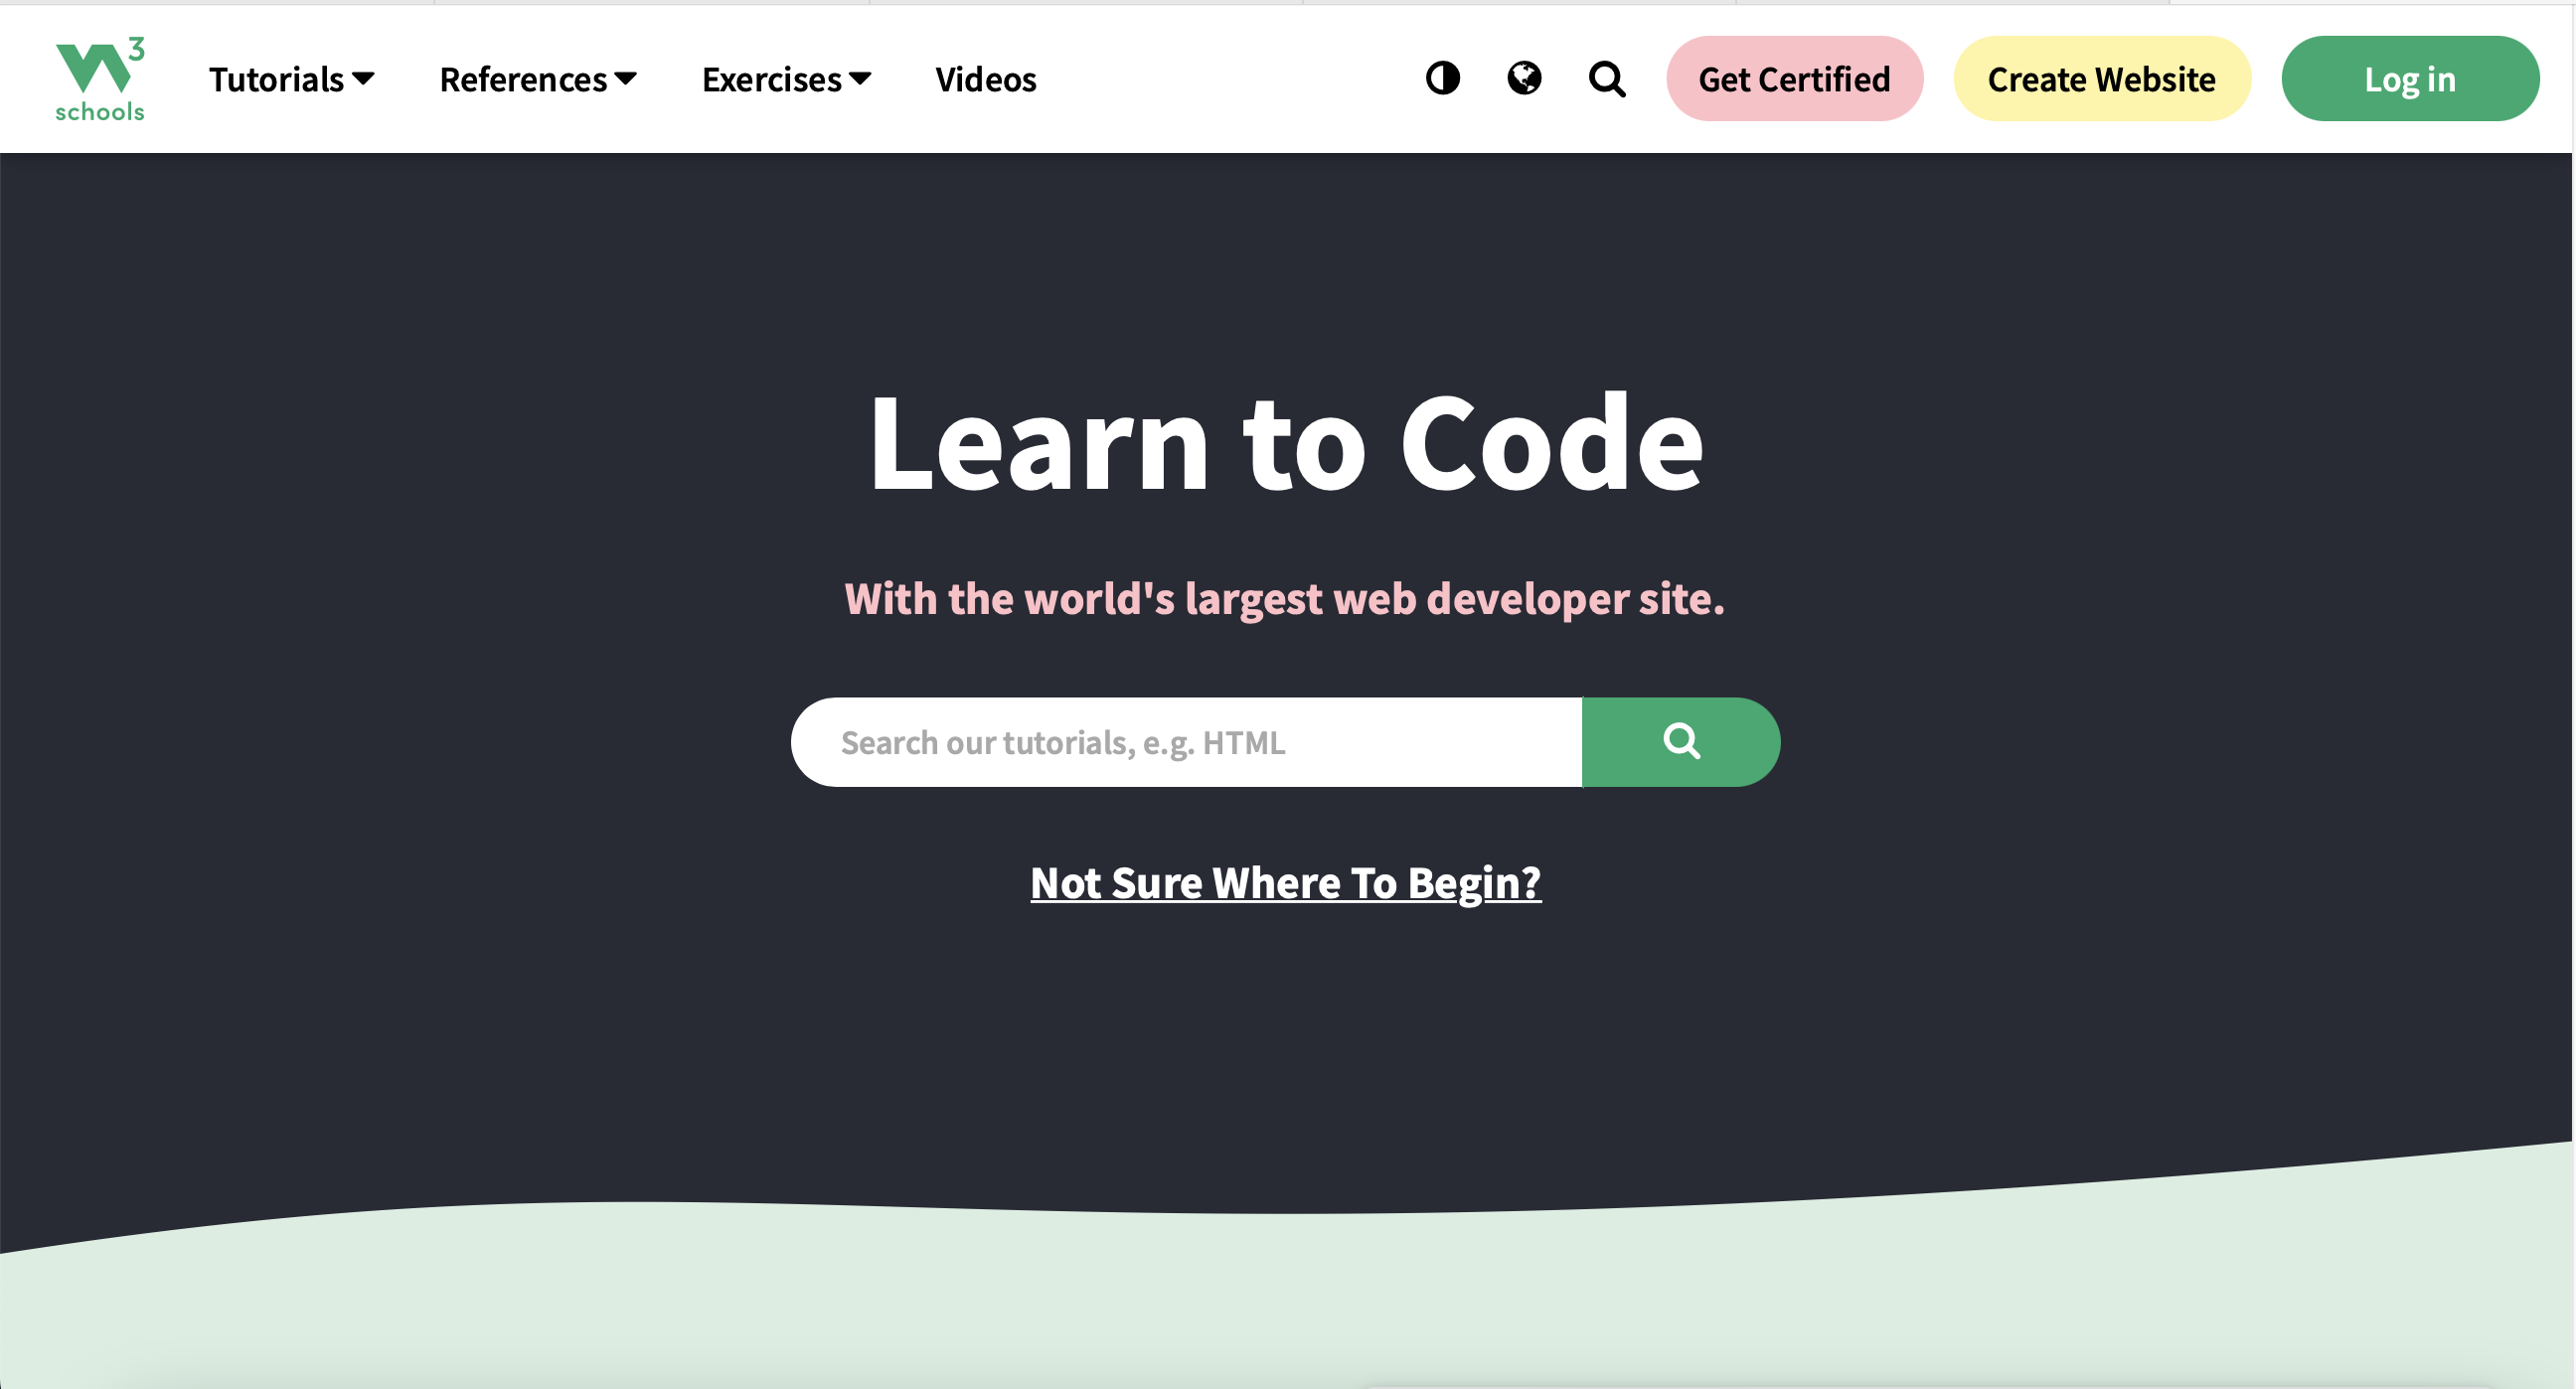 W3 schools
Tutorials References Exercises Videos Get Certified Create Website Log in
Learn to Code
With the world's largest web developer site.
Search our tutorials, e.g. HTML
Not Sure Where To Begin?